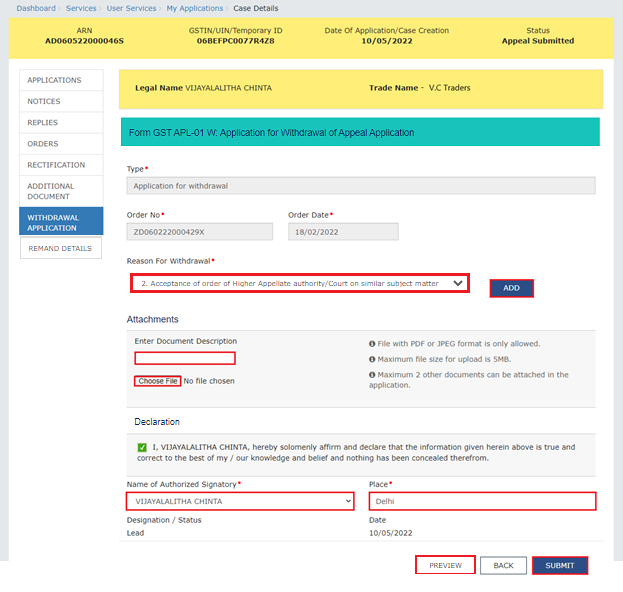 Dashboard › Services › User Services › My Applications › Case Details
ARN GSTIN/UIN/Temporary ID Date Of Application/Case Creation Status
AD060522000046S 06BEFPC0077R4Z8 10/05/2022 Appeal Submitted
APPLICATIONS
NOTICES
REPLIES
ORDERS
RECTIFICATION
ADDITIONAL
DOCUMENT
WITHDRAWAL
APPLICATION
REMAND DETAILS
Legal Name VIJAYALALITHA CHINTA Trade Name - V.C Traders
Form GST APL-01 W: Application for Withdrawal of Appeal Application
Type•
Application for withdrawal
Order No• Order Date•
ZD060222000429X 18/02/2022
Reason For Withdrawal•
2. Acceptance of order of Higher Appellate authority/Court on similar subject matter
ADD
Attachments
Enter Document Description
Choose File No file chosen
File with PDF or JPEG format is only allowed.
Maximum file size for upload is 5MB.
Maximum 2 other documents can be attached in the
application.
Declaration
I, VIJAYALALITHA CHINTA, hereby solomenly affirm and declare that the information given herein above is true and
correct to the best of my / our knowledge and belief and nothing has been concealed therefrom.
Name of Authorized Signatory• Place•
VIJAYALALITHA CHINTA Delhi
Designation / Status Date
Lead 10/05/2022
PREVIEW BACK SUBMIT